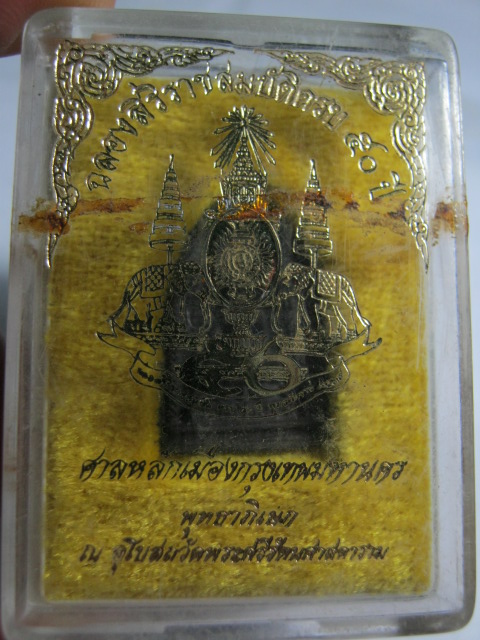 ฉลองสิริราชสมบัติครบ ๕๐ ปี
ศาลหลักเมืองกรุงเทพมหานคร
พุทธาภิเษก
ณ อุโบสถวัดพระศรีรัตนศาสดาราม